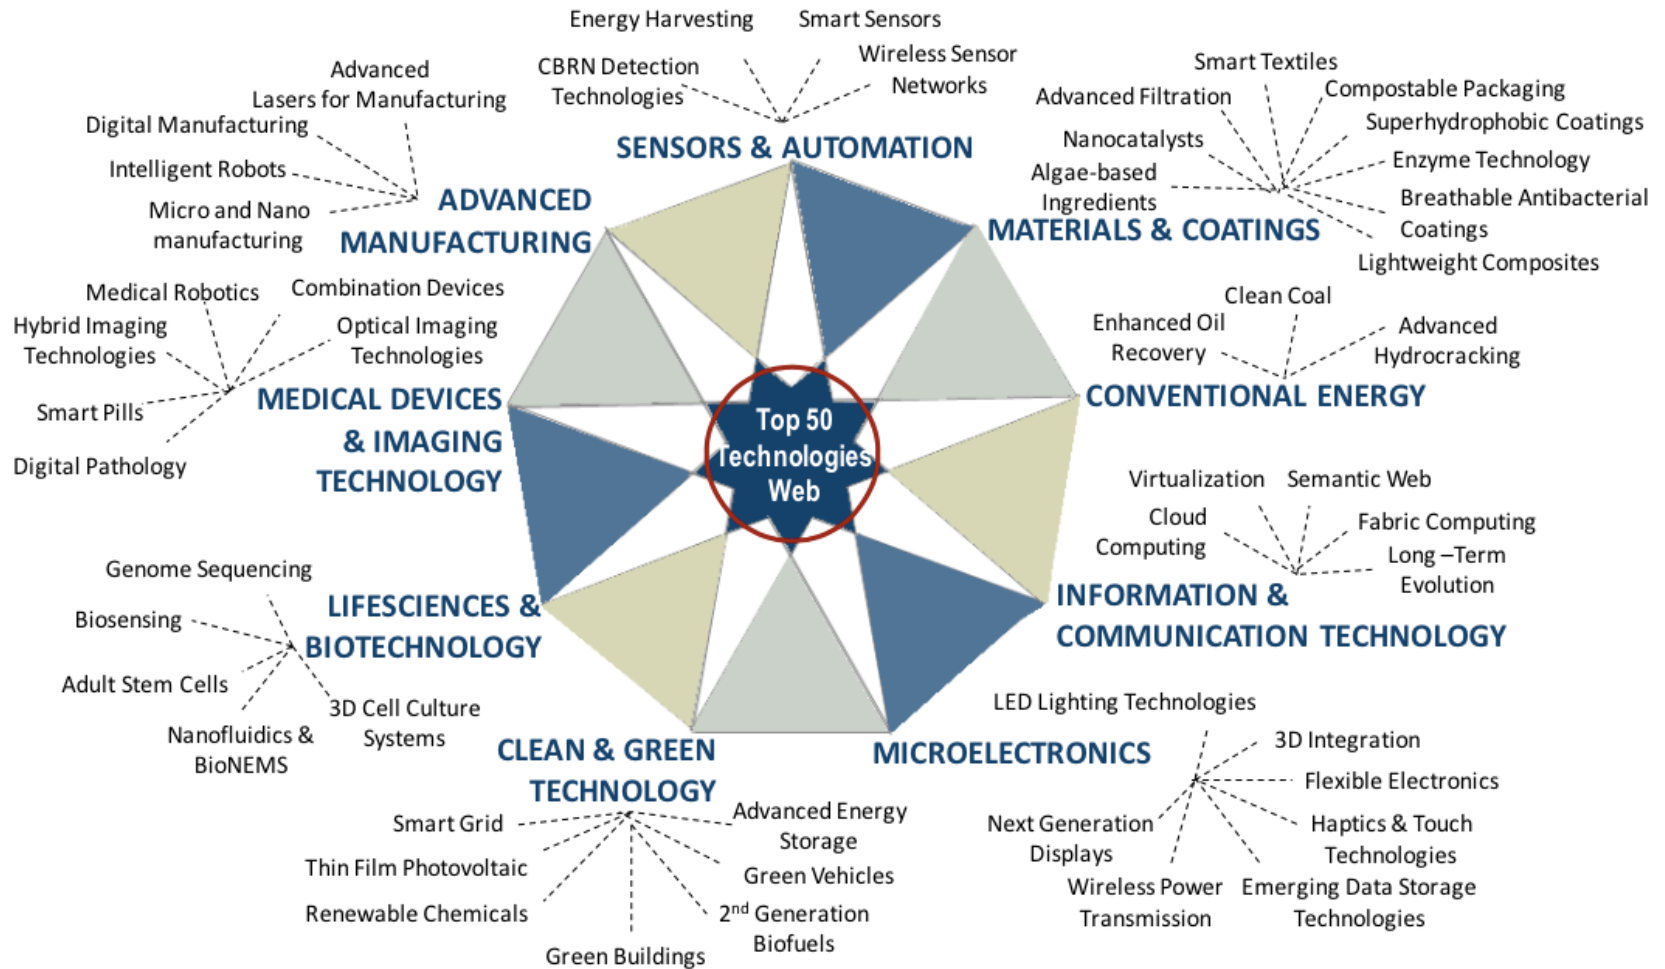 Energy Harvesting
Smart Sensors
CBRN Detection
Technologies
Wireless Sensor
Networks
SENSORS & AUTOMATION
Smart Textiles
Advanced Filtration
Compostable Packaging
Nanocatalysts
Superhydrophobic Coatings
Algae-based
Ingredients
Enzyme Technology
Breathable Antibacterial
Coatings
Lightweight Composites
MATERIALS & COATINGS
Clean Coal
Enhanced Oil
Recovery
Advanced
Hydrocracking
CONVENTIONAL ENERGY
Virtualization
Semantic Web
Cloud
Computing
Fabric Computing
Long –Term
Evolution
INFORMATION &
COMMUNICATION TECHNOLOGY
LED Lighting Technologies
3D Integration
Flexible Electronics
Next Generation
Displays
Haptics & Touch
Technologies
Wireless Power
Transmission
Emerging Data Storage
Technologies
MICROELECTRONICS
CLEAN & GREEN
TECHNOLOGY
Smart Grid
Advanced Energy
Storage
Thin Film Photovoltaic
Green Vehicles
Renewable Chemicals
2nd Generation
Biofuels
Green Buildings
Genome Sequencing
Biosensing
LIFESCIENCES &
BIOTECHNOLOGY
Adult Stem Cells
3D Cell Culture
Systems
Nanofluidics &
BioNEMS
Medical Robotics
Combination Devices
Hybrid Imaging
Technologies
Optical Imaging
Technologies
Smart Pills
Digital Pathology
MEDICAL DEVICES
& IMAGING
TECHNOLOGY
Advanced
Lasers for Manufacturing
Digital Manufacturing
Intelligent Robots
Micro and Nano
manufacturing
ADVANCED
MANUFACTURING
Top 50
Technologies
Web